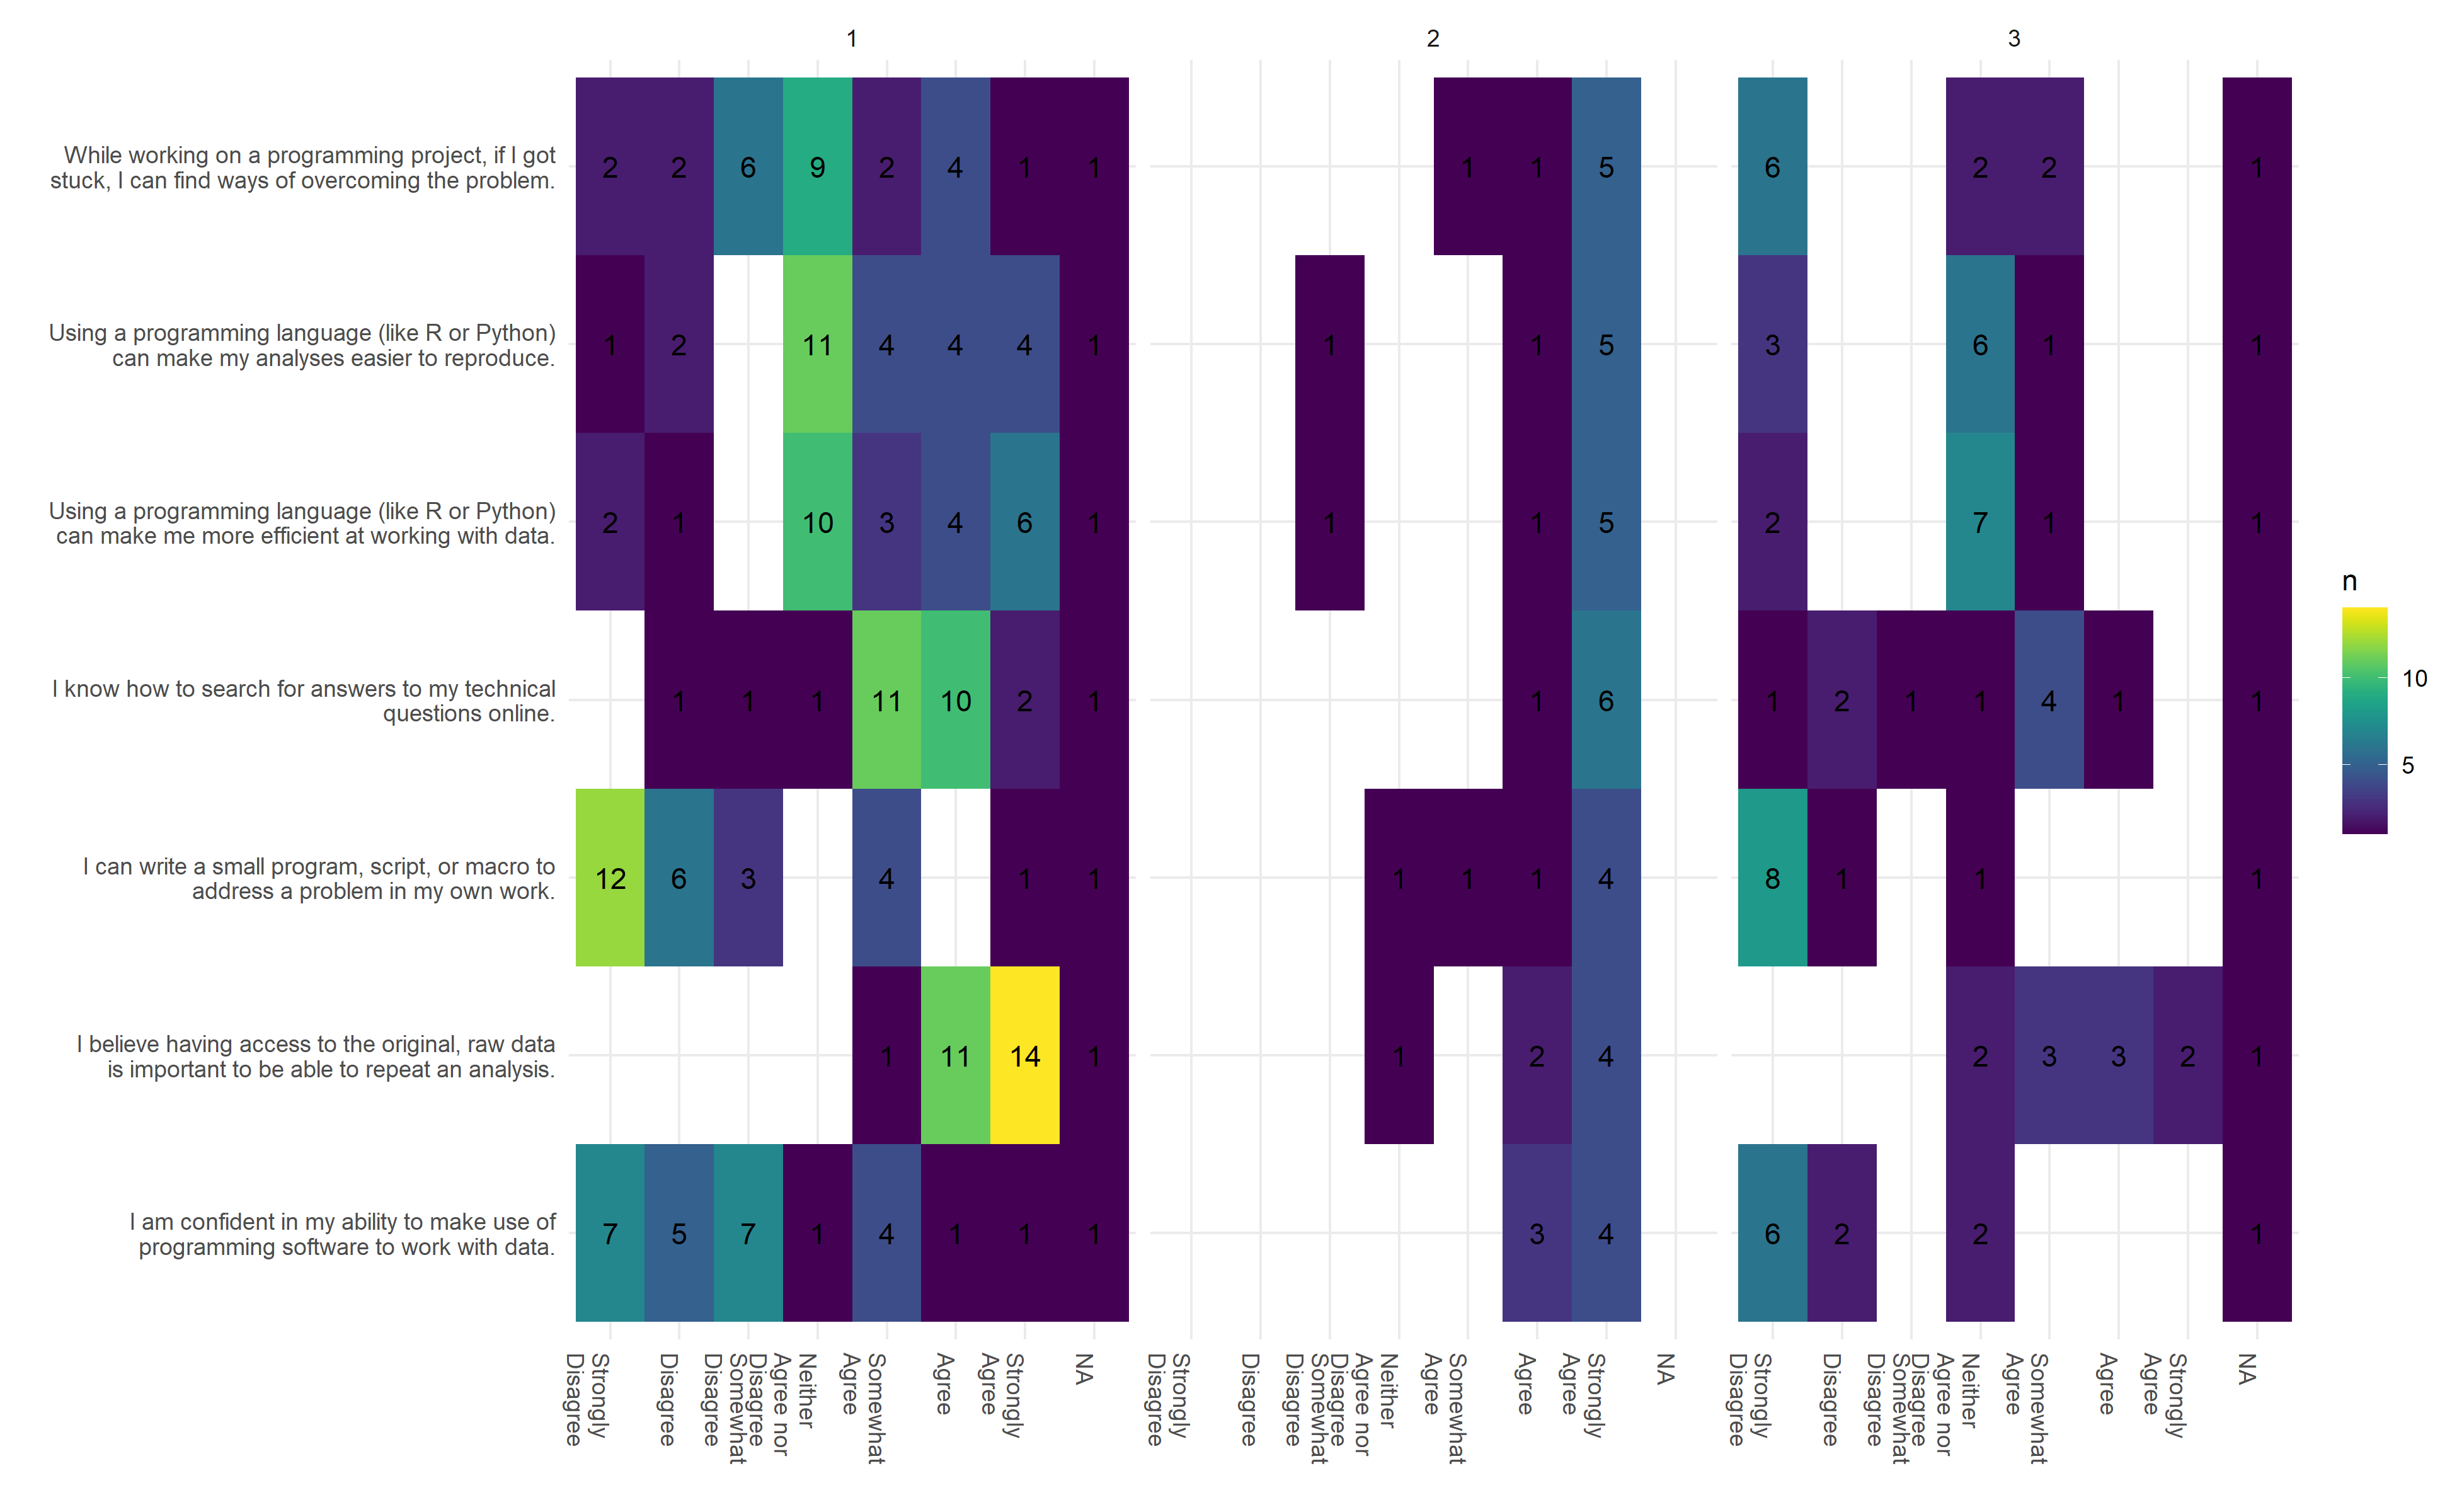 1
2
3
While working on a programming project, if I got
stuck, I can find ways of overcoming the problem.
2 2 6 9 2 4 1 1
1 1 5
6 2 2 1
Using a programming language (like R or Python)
can make my analyses easier to reproduce.
1 2 11 4 4 4 1
1 1 5
3 6 1 1
Using a programming language (like R or Python)
can make me more efficient at working with data.
2 1 10 3 4 6 1
1 1 5
2 7 1 1
I know how to search for answers to my technical
questions online.
1 1 1 11 10 2 1
1 6
1 2 1 1 4 1 1
I can write a small program, script, or macro to
address a problem in my own work.
12 6 3 4 1 1
1 1 1 4
8 1 1 1
I believe having access to the original, raw data
is important to be able to repeat an analysis.
1 11 14 1
1 2 4
2 3 3 2 1
I am confident in my ability to make use of
programming software to work with data.
7 5 7 1 4 1 1 1
3 4
6 2 2 1
Strongly
Disagree
Disagree
Somewhat
Disagree
Neither
Agree nor
Disagree
Somewhat
Agree
Agree
Strongly
Agree
NA
Strongly
Disagree
Disagree
Somewhat
Disagree
Neither
Agree nor
Disagree
Somewhat
Agree
Agree
Strongly
Agree
NA
Strongly
Disagree
Disagree
Somewhat
Disagree
Neither
Agree nor
Disagree
Somewhat
Agree
Agree
Strongly
Agree
NA
n
10
5